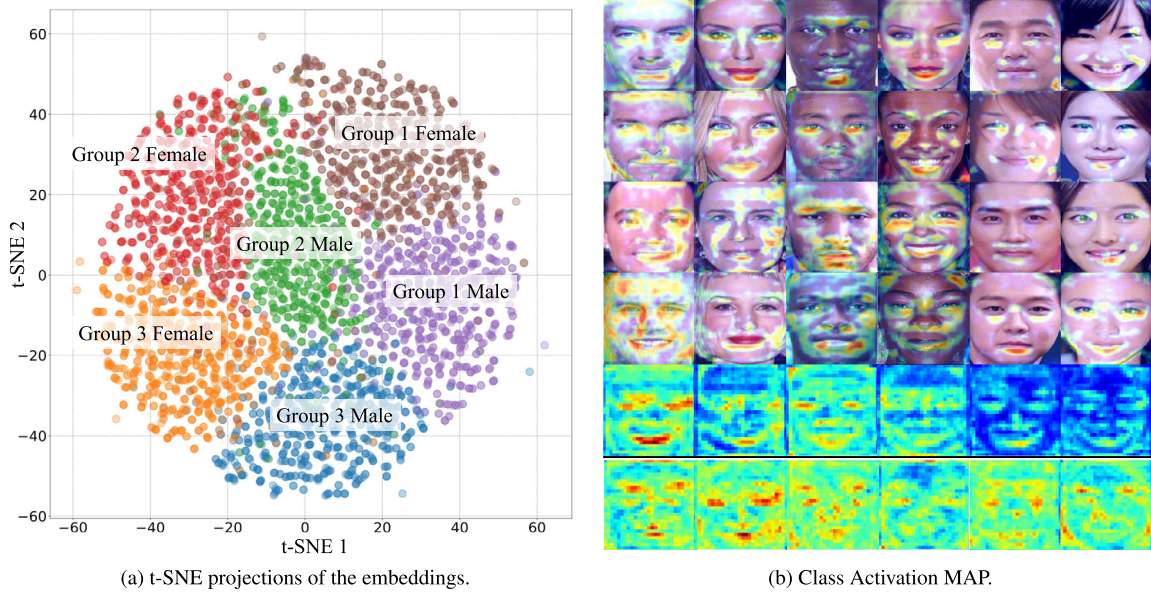 60
40
20
0
−20
−40
−60
t-SNE 2
Group 1 Female
Group 2 Female
Group 2 Male
Group 1 Male
Group 3 Female
Group 3 Male
−60 −40 −20 0 20 40 60
t-SNE 1
(a) t-SNE projections of the embeddings.
(b) Class Activation MAP.